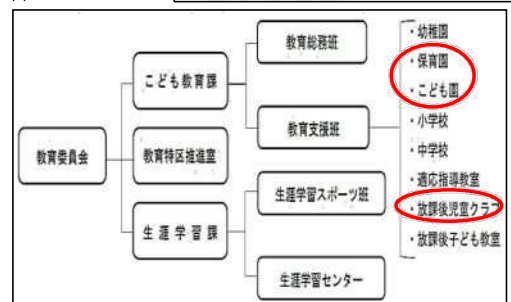 教育委員会
こども教育課
教育特区推進室
生涯学習課
教育総務班
教育支援班
生涯学習スポーツ班
生涯学習センター
・幼稚園
・保育園
・こども園
・小学校
・中学校
・適応指導教室
・放課後児童クラブ
・放課後子ども教室